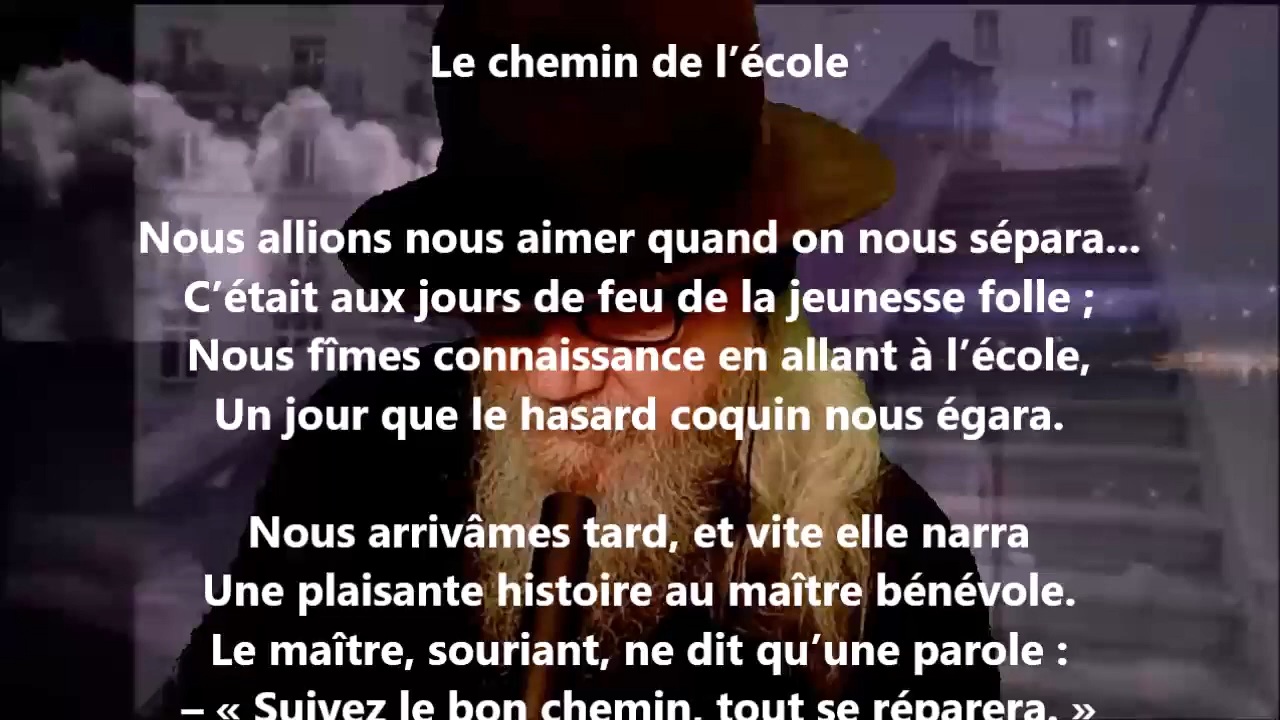 Le chemin de l’école
Nous allions nous aimer quand on nous sépara...
C’était aux jours de feu de la jeunesse folle ;
Nous fîmes connaissance en allant à l’école,
Un jour que le hasard coquin nous égara.
Nous arrivâmes tard, et vite elle narra
Une plaisante histoire au maître bénévole.
Le maître, souriant, ne dit qu’une parole :
– « Suivez le bon chemin, tout se réparera. »